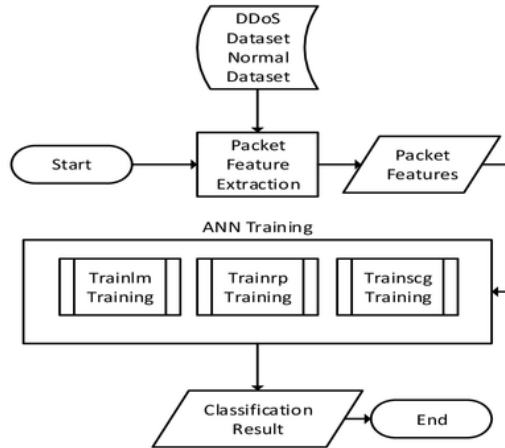 DDoS
Dataset
Normal
Dataset
Start
Packet
Feature
Extraction
Packet
Features
ANN Training
Trainlm
Training
Trainrp
Training
Trainscg
Training
Classification
Result
End